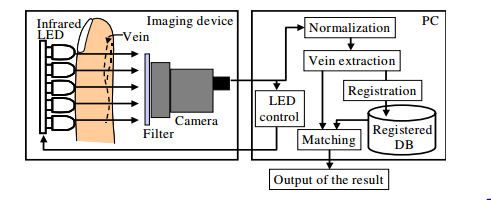 Infrared
LED
Imaging device
Vein
Filter
Camera
PC
Normalization
Vein extraction
Registration
LED
control
Matching
Registered
DB
Output of the result